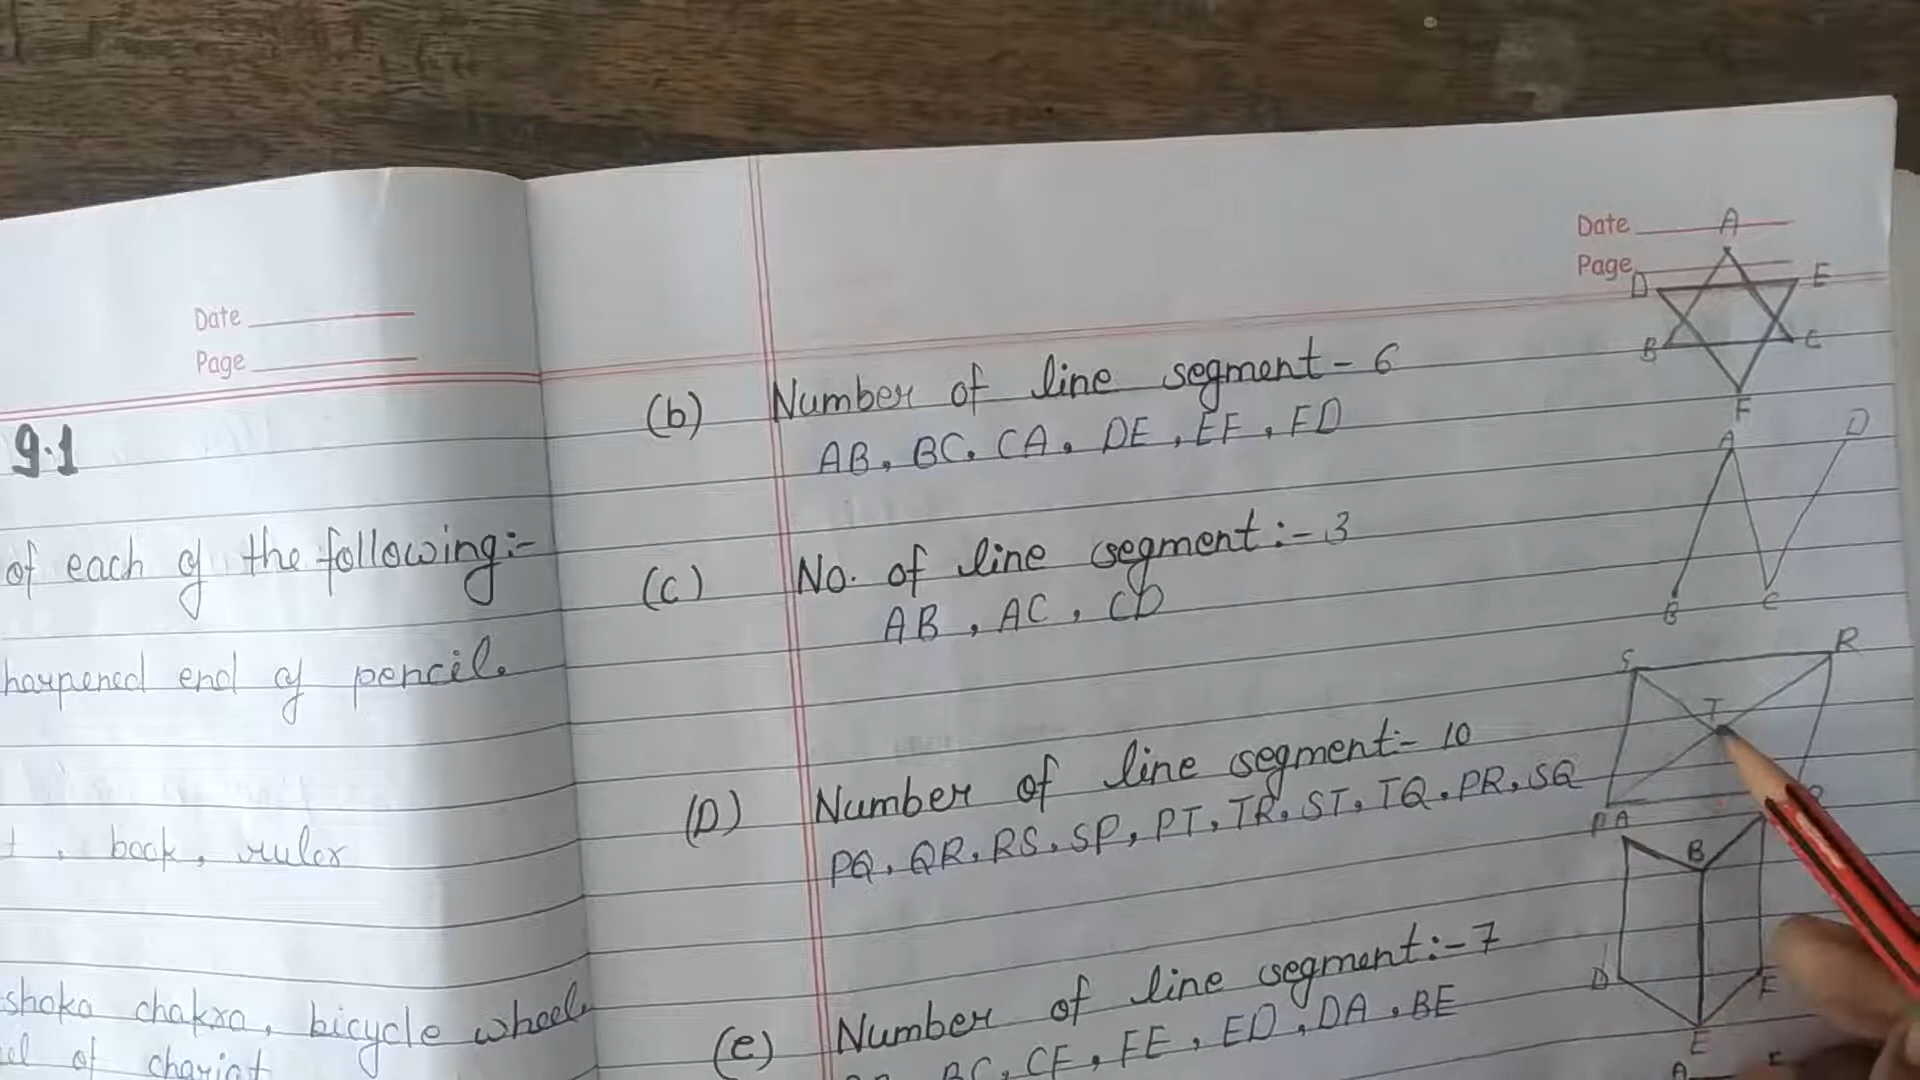 Date
Page
9.1
of each of the following:-
harpened end of pencil.
, book, ruler
shoka chakra, bicycle wheel
el of chariot
Date
Page
(b) Number of line segment - 6
AB, BC, CA, DE, EF, FD
(c) No. of line segment :- 3
AB, AC, CD
(D) Number of line segment:- 10
PQ, QR, RS, SP, PT, TR, ST, TQ, PR, SQ
(e) Number of line segment:- 7
BC, CF, FE, ED, DA, BE
A
D E
B C
F
A D
B C
S R
T
P
A B
D F
E
A